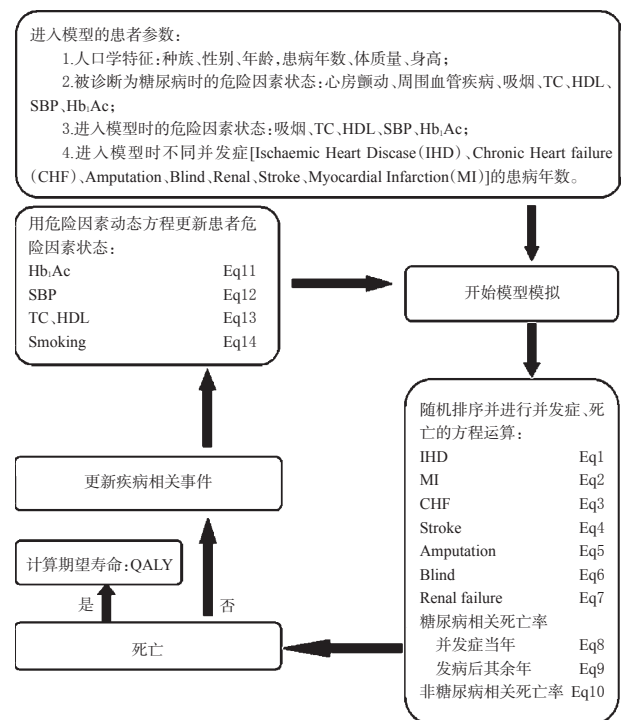 进入模型的患者参数:
1.人口学特征:种族、性别、年龄,患病年数、体质量、身高;
2.被诊断为糖尿病时的危险因素状态:心房颤动、周围血管疾病、吸烟、TC、HDL、
SBP、Hb₁Ac;
3.进入模型时的危险因素状态:吸烟、TC、HDL、SBP、Hb₁Ac;
4.进入模型时不同并发症[Ischaemic Heart Disease(IHD)、Chronic Heart failure
(CHF)、Amputation、Blind、Renal、Stroke、Myocardial Infarction(MI)]的患病年数。
用危险因素动态方程更新患者危
险因素状态:
Hb₁Ac Eq11
SBP Eq12
TC、HDL Eq13
Smoking Eq14
开始模型模拟
随机排序并进行并发症、死
亡的方程运算:
IHD Eq1
MI Eq2
CHF Eq3
Stroke Eq4
Amputation Eq5
Blind Eq6
Renal failure Eq7
糖尿病相关死亡率
并发症当年 Eq8
发病后其余年 Eq9
非糖尿病相关死亡率 Eq10
更新疾病相关事件
计算期望寿命:QALY
是
否
死亡